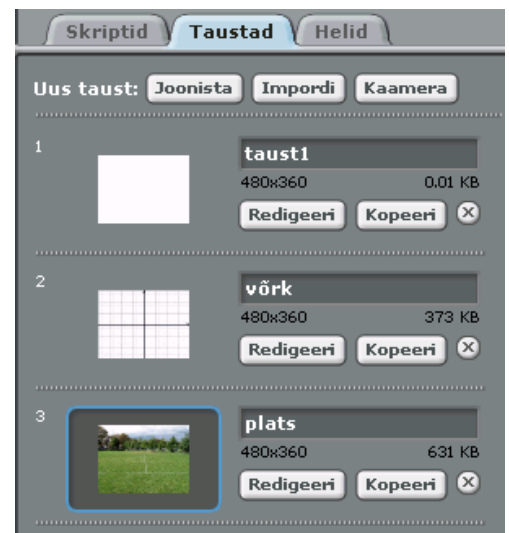 Skriptid Taustad Helid
Uus taust: Joonista Impordi Kaamera
1
taust1
480x360 0.01 KB
Redigeeri Kopeeri
2
võrk
480x360 373 KB
Redigeeri Kopeeri
3
plats
480x360 631 KB
Redigeeri Kopeeri